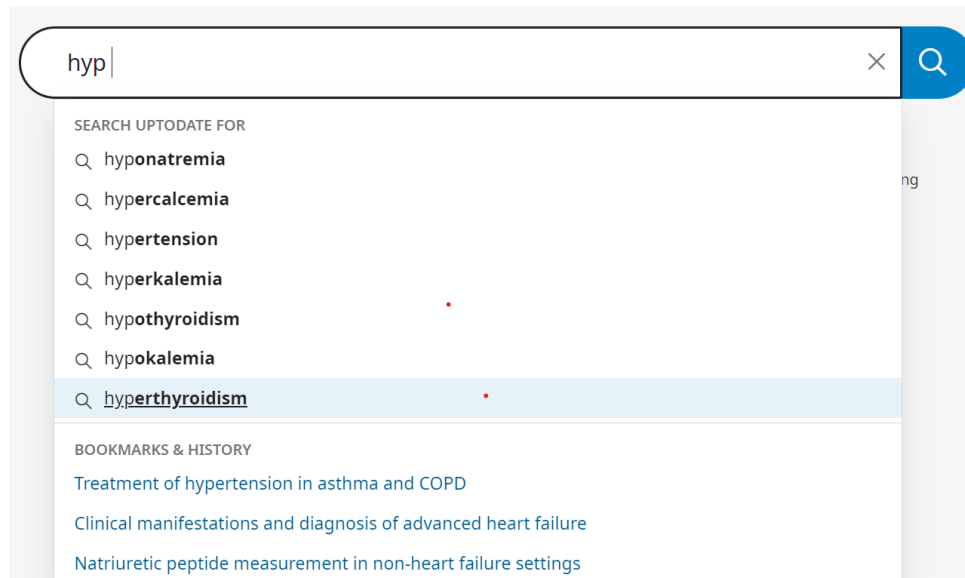 hyp
SEARCH UPTODATE FOR
hyponatremia
hypercalcemia
ng
hypertension
hyperkalemia
hypothyroidism
hypokalemia
hyperthyroidism
BOOKMARKS & HISTORY
Treatment of hypertension in asthma and COPD
Clinical manifestations and diagnosis of advanced heart failure
Natriuretic peptide measurement in non-heart failure settings